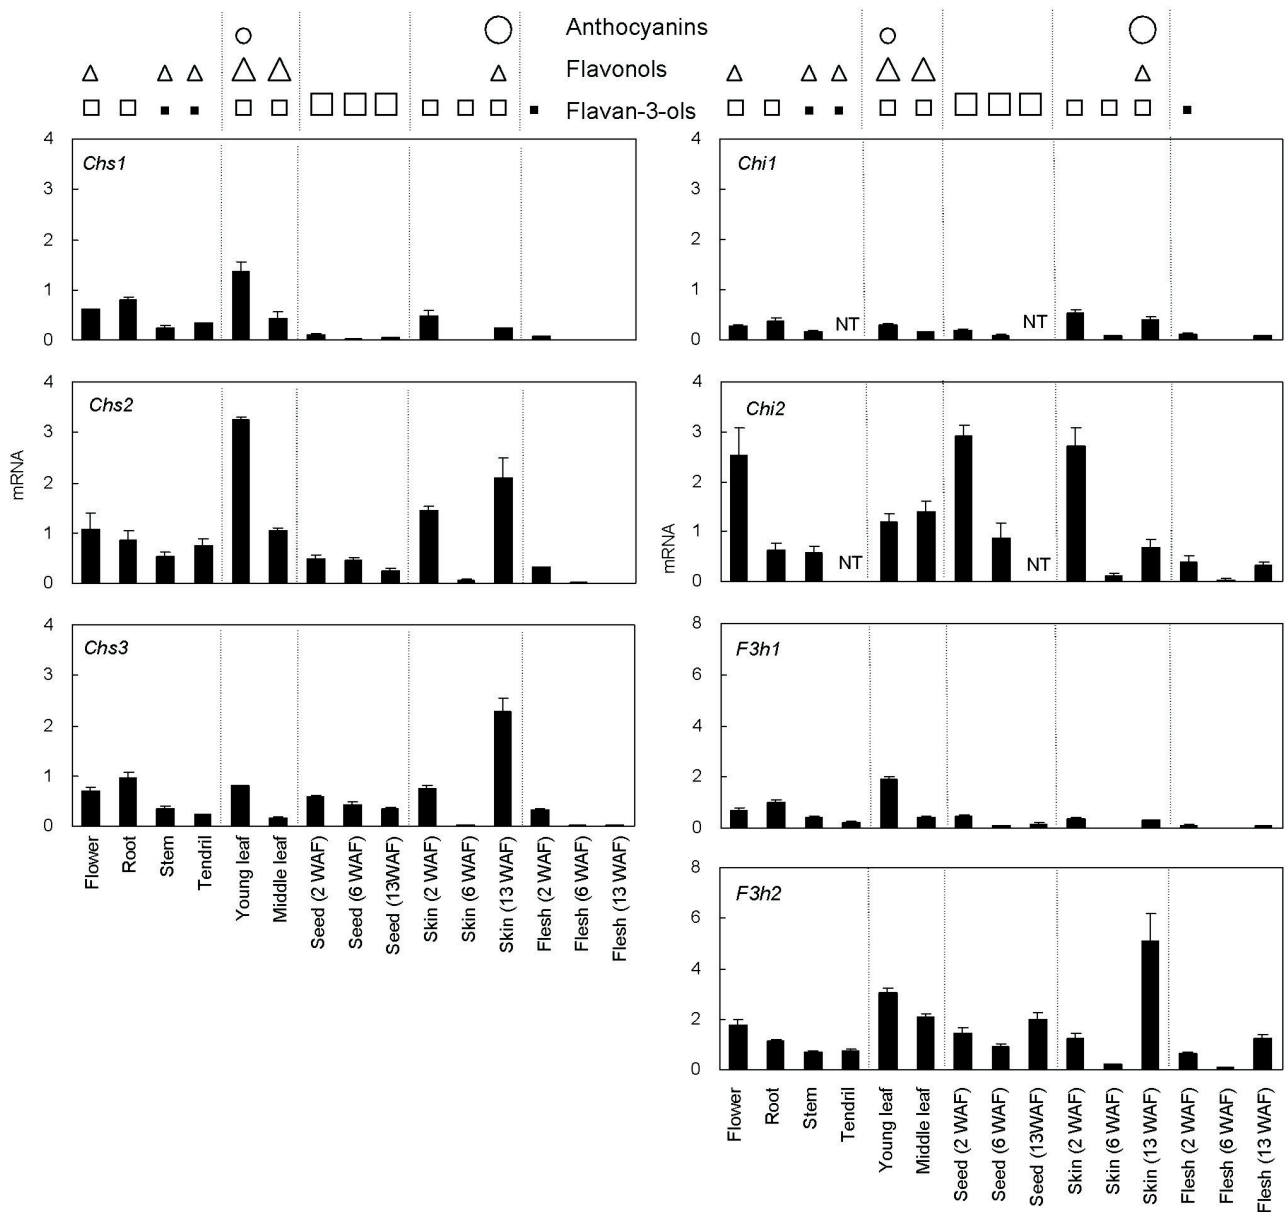 Anthocyanins
Flavonols
Flavan-3-ols
4
3
2
1
0
Chs1
4
3
2
1
0
Chs2
mRNA
4
3
2
1
0
Chs3
Flower
Root
Stem
Tendril
Young leaf
Middle leaf
Seed (2 WAF)
Seed (6 WAF)
Seed (13WAF)
Skin (2 WAF)
Skin (6 WAF)
Skin (13 WAF)
Flesh (2 WAF)
Flesh (6 WAF)
Flesh (13 WAF)
4
3
2
1
0
Chi1
NT
NT
4
3
2
1
0
Chi2
NT
NT
mRNA
8
6
4
2
0
F3h1
8
6
4
2
0
F3h2
Flower
Root
Stem
Tendril
Young leaf
Middle leaf
Seed (2 WAF)
Seed (6 WAF)
Seed (13WAF)
Skin (2 WAF)
Skin (6 WAF)
Skin (13 WAF)
Flesh (2 WAF)
Flesh (6 WAF)
Flesh (13 WAF)